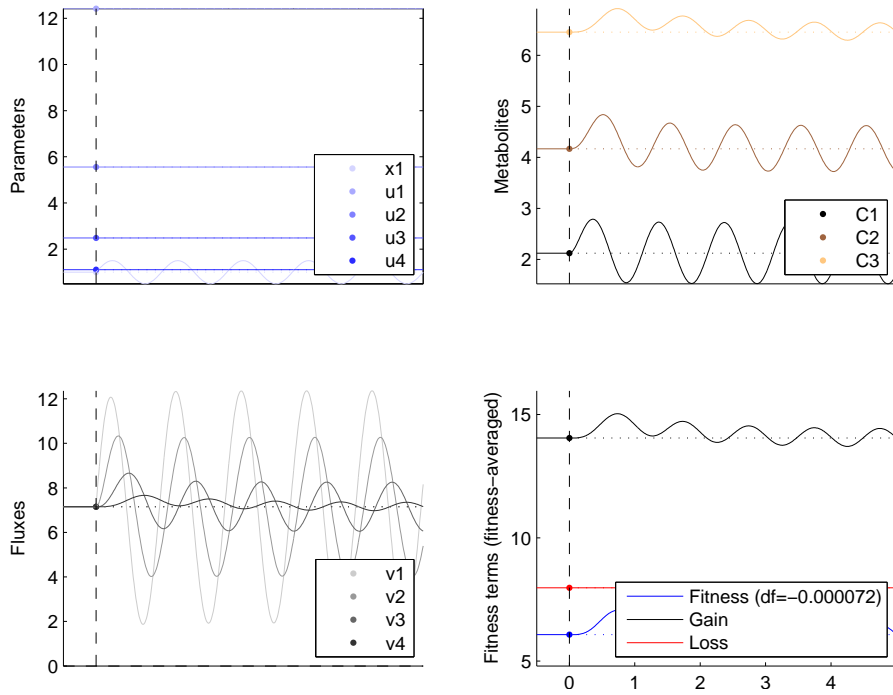 12
10
8
6
4
2
Parameters
x1
u1
u2
u3
u4
6
5
4
3
2
Metabolites
C1
C2
C3
12
10
8
6
4
2
0
Fluxes
v1
v2
v3
v4
15
10
5
Fitness terms (fitness−averaged)
Fitness (df=−0.000072)
Gain
Loss
0
1
2
3
4